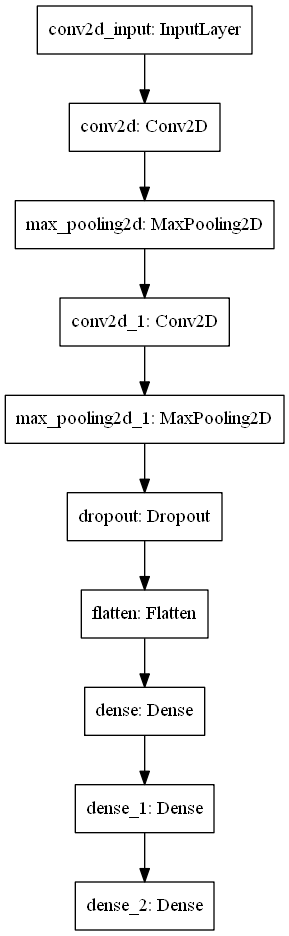 conv2d_input: InputLayer
conv2d: Conv2D
max_pooling2d: MaxPooling2D
conv2d_1: Conv2D
max_pooling2d_1: MaxPooling2D
dropout: Dropout
flatten: Flatten
dense: Dense
dense_1: Dense
dense_2: Dense